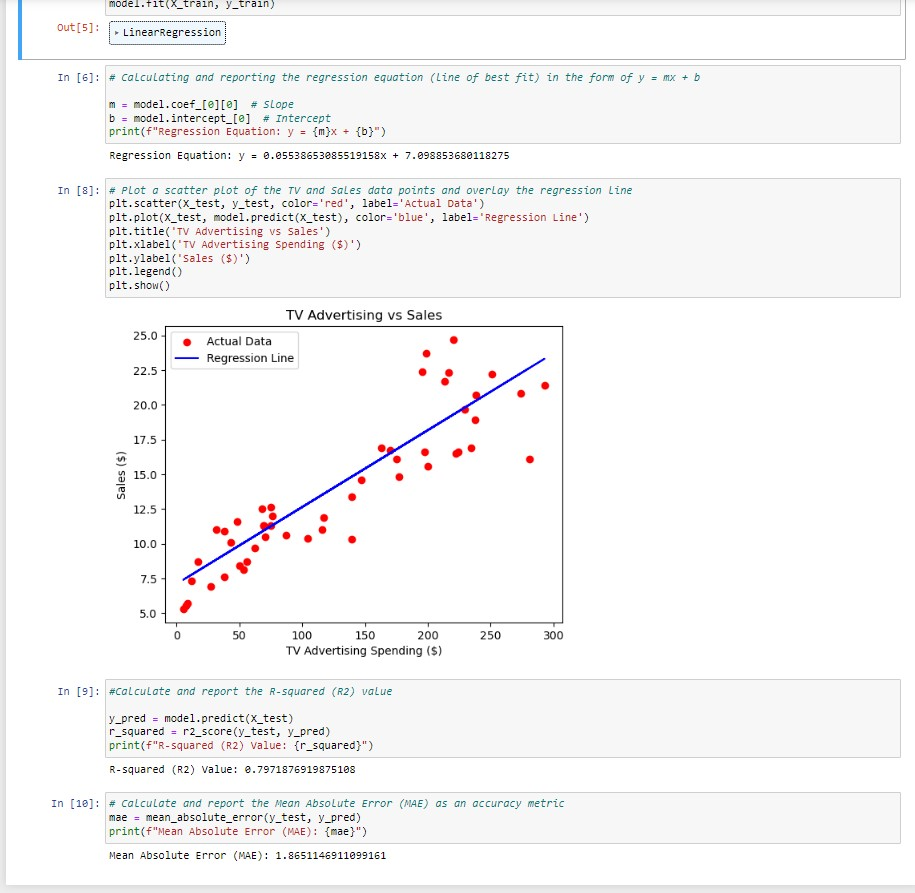 model.fit(X_train, y_train)
Out[5]: ▸ LinearRegression
In [6]: # Calculating and reporting the regression equation (line of best fit) in the form of y = mx + b
m = model.coef_[0][0]  # Slope
b = model.intercept_[0]  # Intercept
print(f"Regression Equation: y = {m}x + {b}")
Regression Equation: y = 0.05538653085519158x + 7.098853680118275
In [8]: # Plot a scatter plot of the TV and Sales data points and overlay the regression line
plt.scatter(X_test, y_test, color='red', label='Actual Data')
plt.plot(X_test, model.predict(X_test), color='blue', label='Regression Line')
plt.title('TV Advertising vs Sales')
plt.xlabel('TV Advertising Spending ($)')
plt.ylabel('Sales ($)')
plt.legend()
plt.show()
TV Advertising vs Sales
Actual Data
Regression Line
25.0
22.5
20.0
17.5
15.0
12.5
10.0
7.5
5.0
Sales ($)
0 50 100 150 200 250 300
TV Advertising Spending ($)
In [9]: #Calculate and report the R-squared (R2) value
y_pred = model.predict(X_test)
r_squared = r2_score(y_test, y_pred)
print(f"R-squared (R2) Value: {r_squared}")
R-squared (R2) Value: 0.7971876919875108
In [10]: # Calculate and report the Mean Absolute Error (MAE) as an accuracy metric
mae = mean_absolute_error(y_test, y_pred)
print(f"Mean Absolute Error (MAE): {mae}")
Mean Absolute Error (MAE): 1.8651146911099161